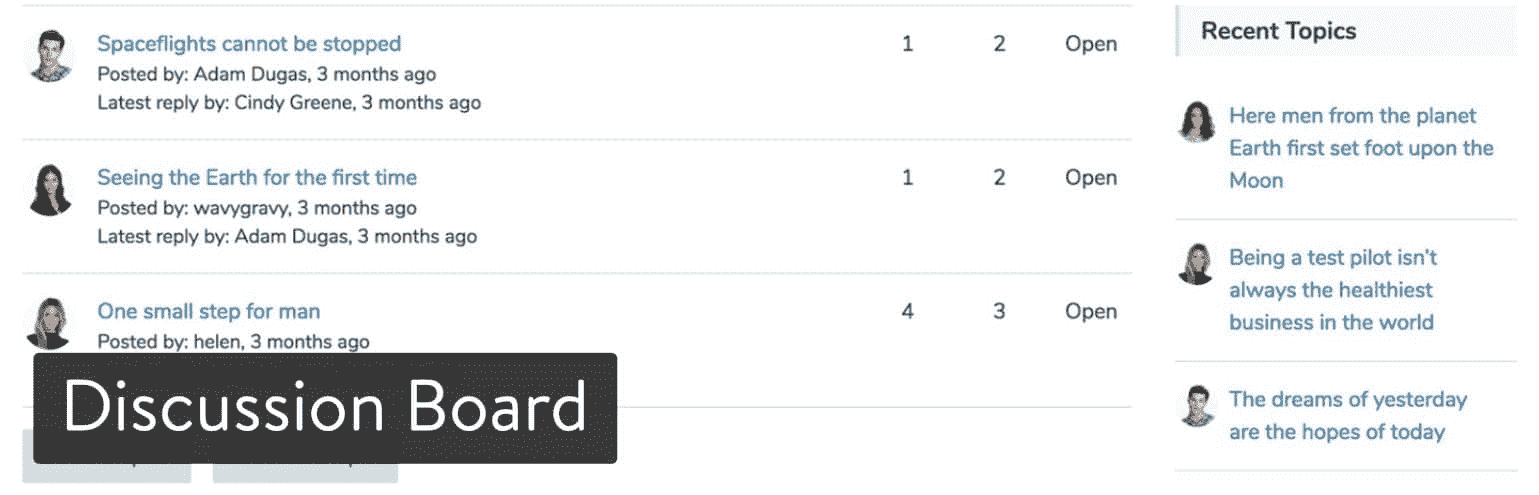 Spaceflights cannot be stopped 1 2 Open
Posted by: Adam Dugas, 3 months ago
Latest reply by: Cindy Greene, 3 months ago
Seeing the Earth for the first time 1 2 Open
Posted by: wavygravy, 3 months ago
Latest reply by: Adam Dugas, 3 months ago
One small step for man 4 3 Open
Posted by: helen, 3 months ago
Discussion Board
Recent Topics
Here men from the planet
Earth first set foot upon the
Moon
Being a test pilot isn't
always the healthiest
business in the world
The dreams of yesterday
are the hopes of today